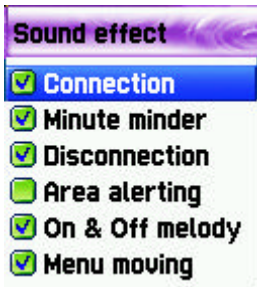 Sound effect
Connection
Minute minder
Disconnection
Area alerting
On & Off melody
Menu moving